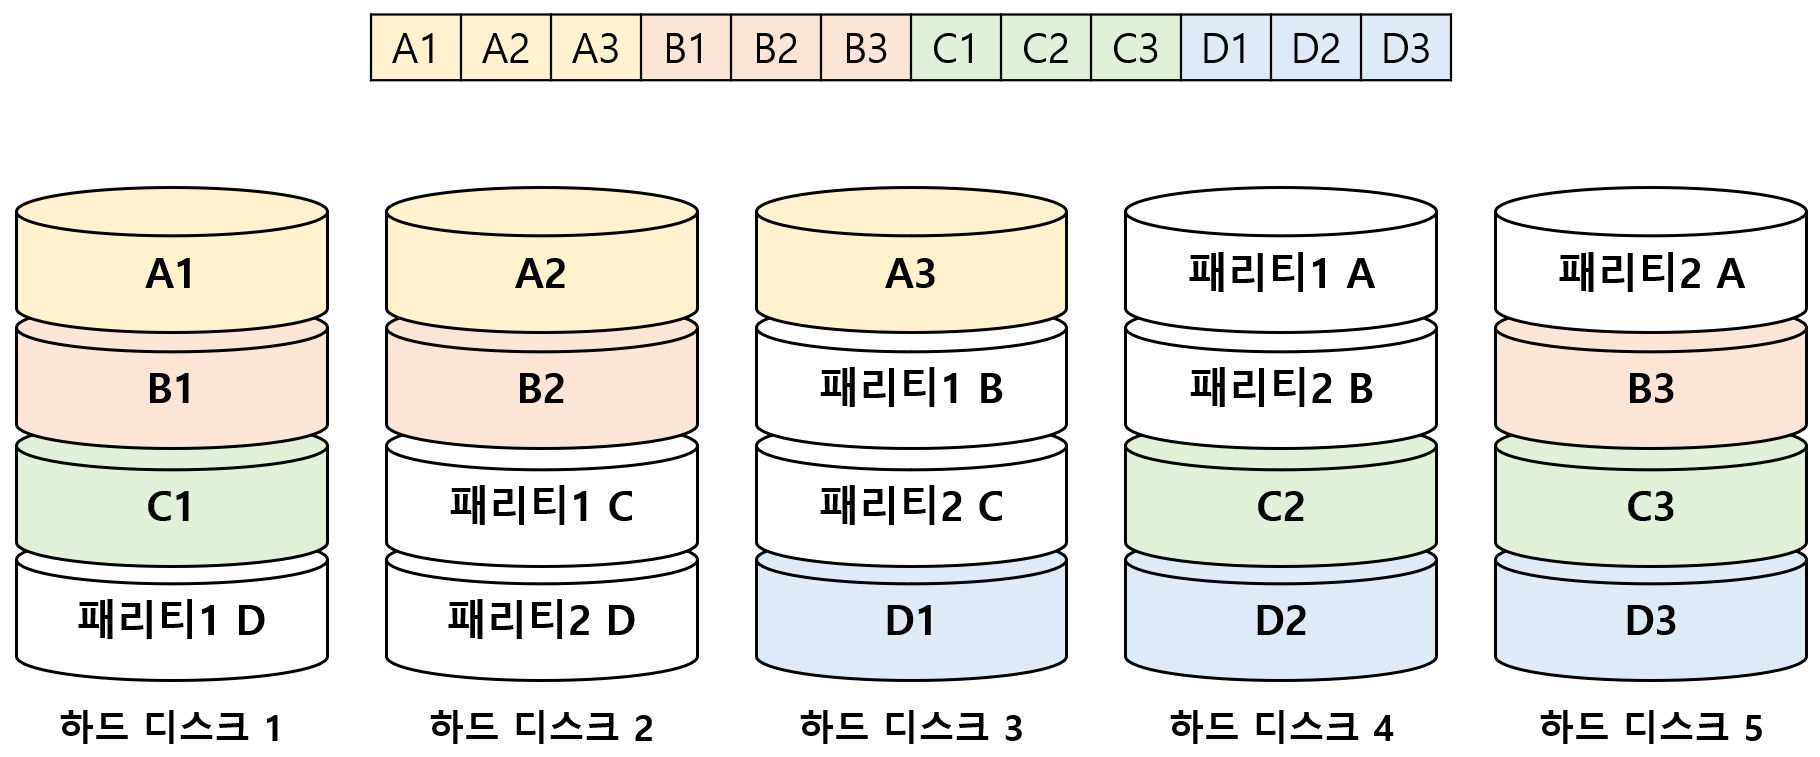 A1 A2 A3 B1 B2 B3 C1 C2 C3 D1 D2 D3
A1 A2 A3 패리티1 A 패리티2 A
B1 B2 패리티1 B 패리티2 B B3
C1 패리티1 C 패리티2 C C2 C3
패리티1 D 패리티2 D D1 D2 D3
하드 디스크 1 하드 디스크 2 하드 디스크 3 하드 디스크 4 하드 디스크 5